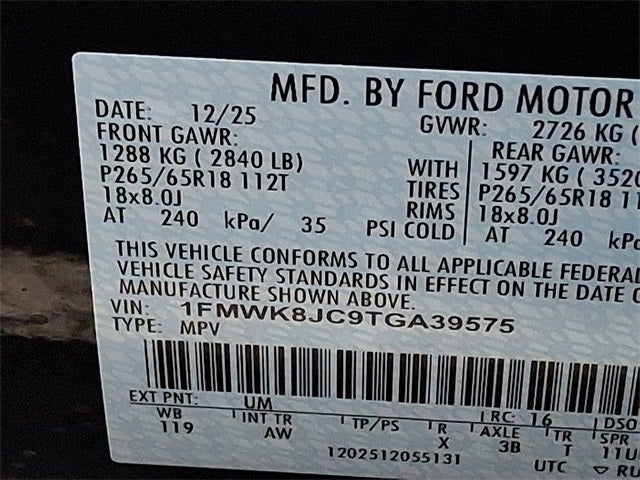 MFD. BY FORD MOTOR
DATE: 12/25 GVWR: 2726 KG (
FRONT GAWR: REAR GAWR:
1288 KG ( 2840 LB) WITH 1597 KG ( 3520
P265/65R18 112T TIRES P265/65R18 11
18x8.0J RIMS 18x8.0J
AT 240 kPa/ 35 PSI COLD AT 240 kPa
THIS VEHICLE CONFORMS TO ALL APPLICABLE FEDERAL
VEHICLE SAFETY STANDARDS IN EFFECT ON THE DATE O
MANUFACTURE SHOWN ABOVE.
VIN: 1FMWK8JC9TGA39575
TYPE: MPV
EXT PNT: UM RC: 16 DSO
WB INT TR TP/PS R AXLE TR SPR
119 AW X 3B T 11U
1202512055131 UTC ▽ RU